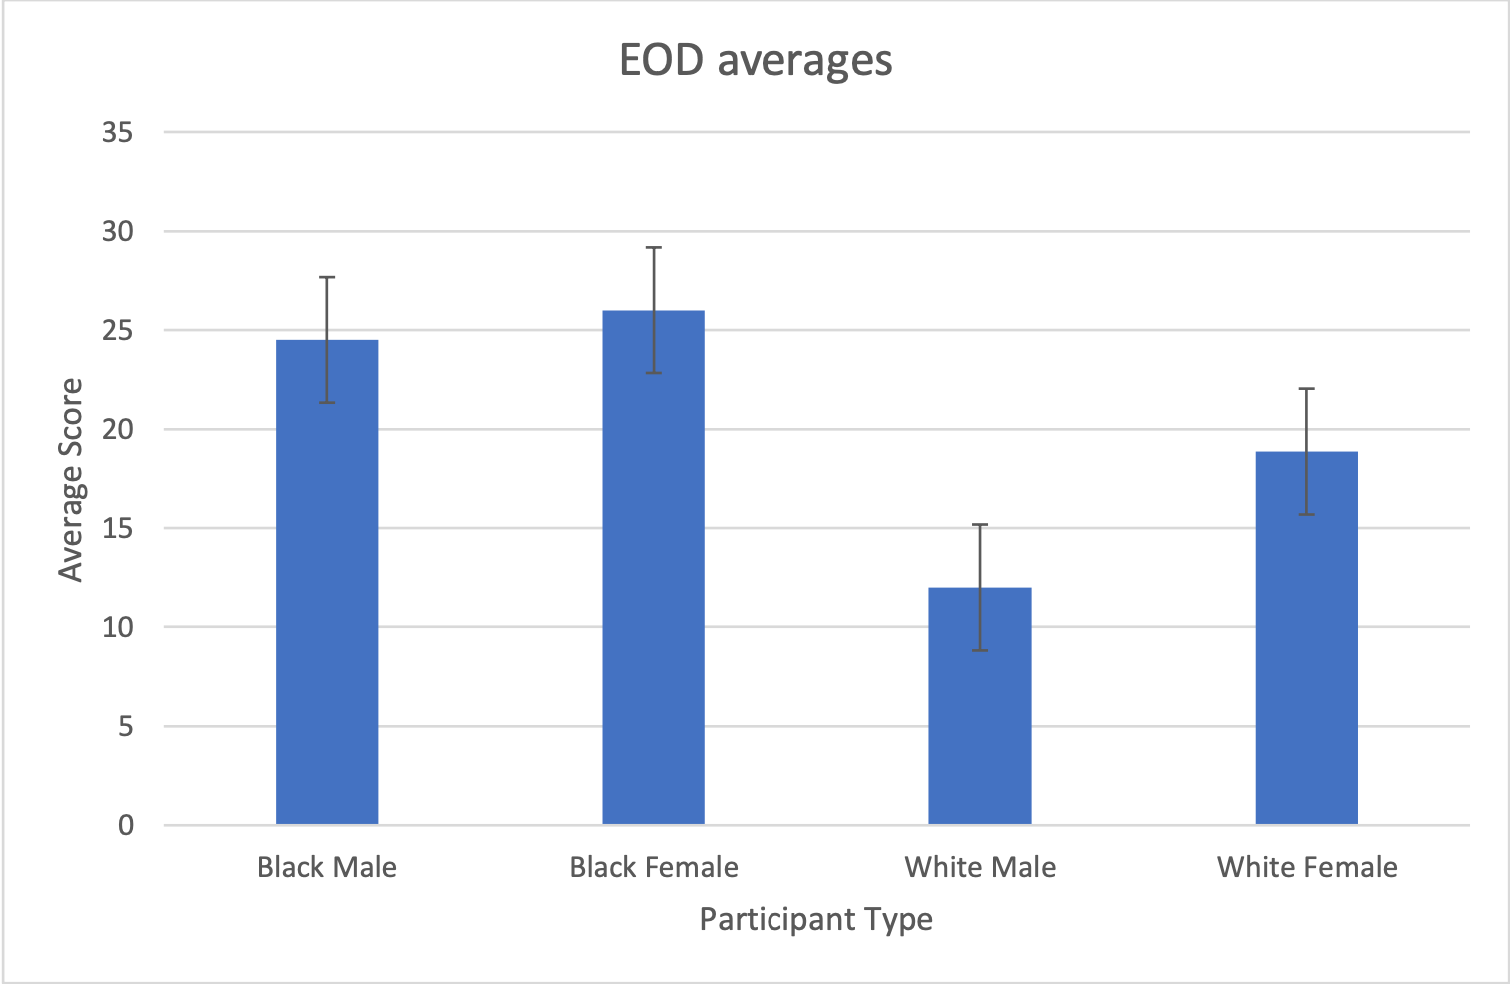 EOD averages
35
30
25
20
15
10
5
0
Average Score
Black Male
Black Female
White Male
White Female
Participant Type